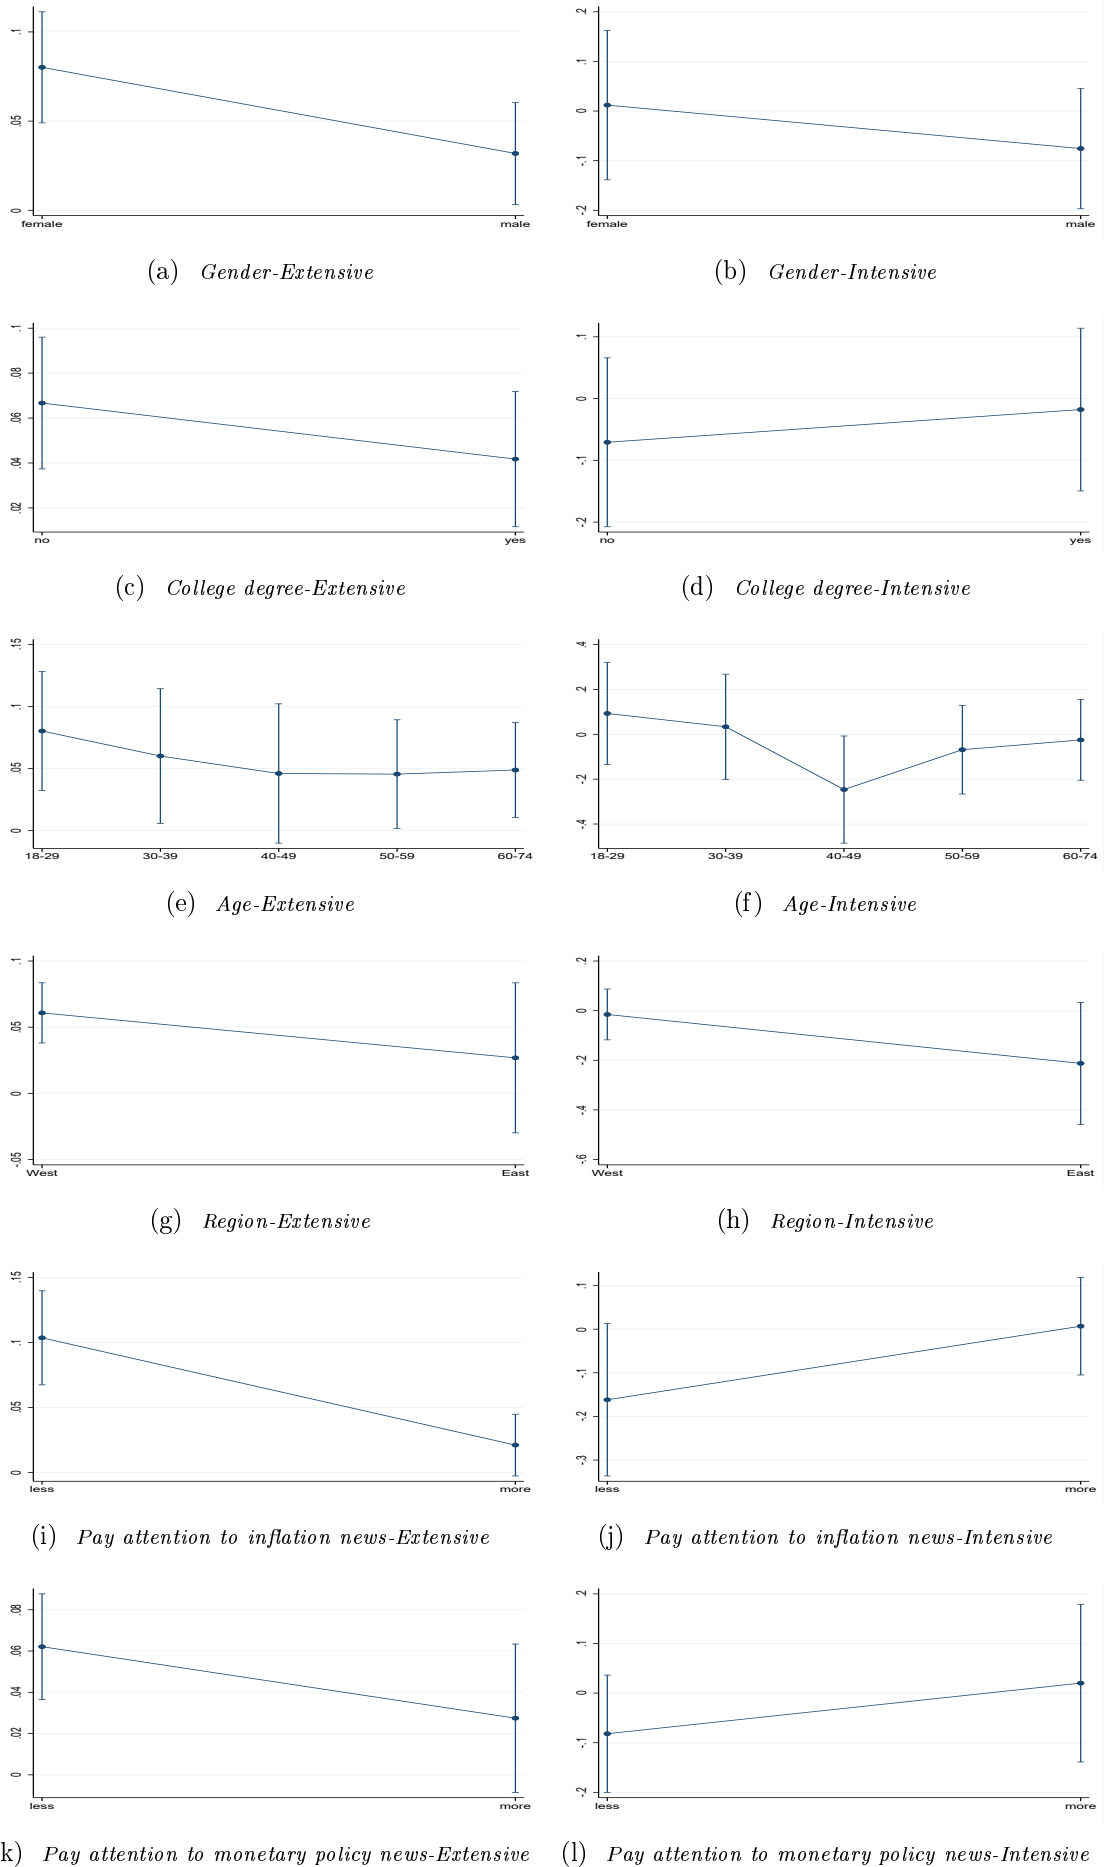 .1
.05
0
female male
(a) Gender-Extensive
.2
.1
0
-.1
-.2
female male
(b) Gender-Intensive
.1
.08
.06
.04
.02
no yes
(c) College degree-Extensive
.1
0
-.1
-.2
no yes
(d) College degree-Intensive
.15
.1
.05
0
18-29 30-39 40-49 50-59 60-74
(e) Age-Extensive
.4
.2
0
-.2
-.4
18-29 30-39 40-49 50-59 60-74
(f) Age-Intensive
.1
.05
0
-.05
West East
(g) Region-Extensive
.2
0
-.2
-.4
-.6
West East
(h) Region-Intensive
.15
.1
.05
0
less more
(i) Pay attention to inflation news-Extensive
.1
0
-.1
-.2
-.3
less more
(j) Pay attention to inflation news-Intensive
.08
.06
.04
.02
0
less more
k) Pay attention to monetary policy news-Extensive
.2
.1
0
-.1
-.2
less more
(l) Pay attention to monetary policy news-Intensive